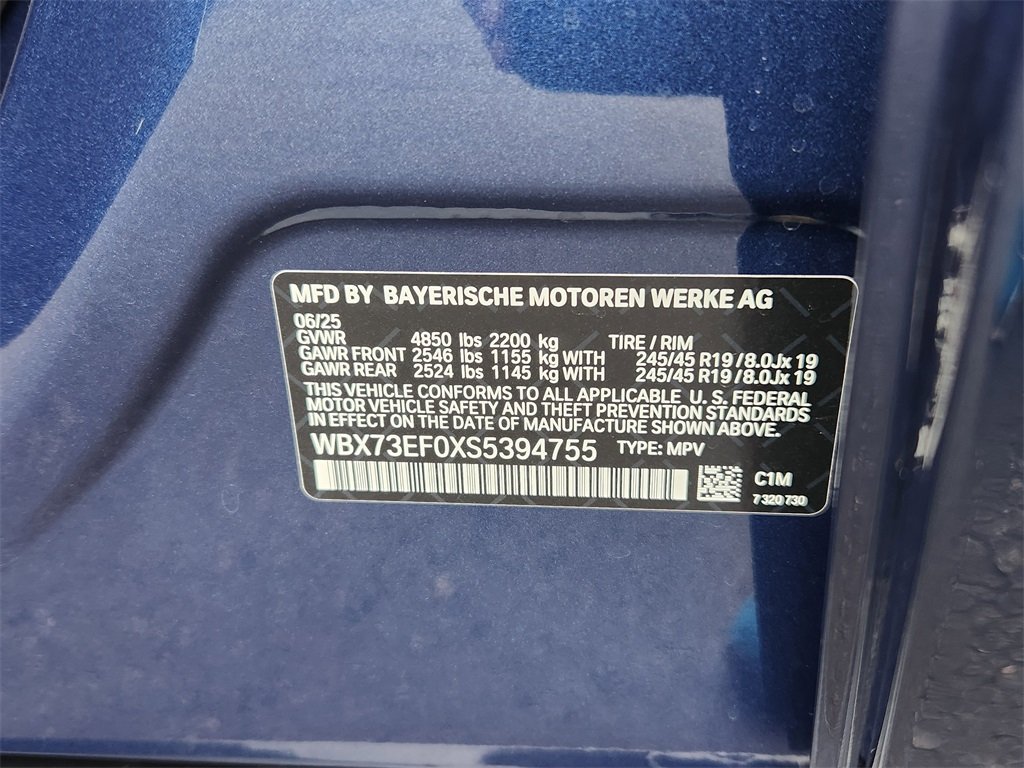 MFD BY BAYERISCHE MOTOREN WERKE AG
06/25
GVWR 4850 lbs 2200 kg TIRE / RIM
GAWR FRONT 2546 lbs 1155 kg WITH 245/45 R19 / 8.0Jx 19
GAWR REAR 2524 lbs 1145 kg WITH 245/45 R19 / 8.0Jx 19
THIS VEHICLE CONFORMS TO ALL APPLICABLE U. S. FEDERAL
MOTOR VEHICLE SAFETY AND THEFT PREVENTION STANDARDS
IN EFFECT ON THE DATE OF MANUFACTURE SHOWN ABOVE.
WBX73EF0XS5394755 TYPE: MPV
C1M
7 320 730